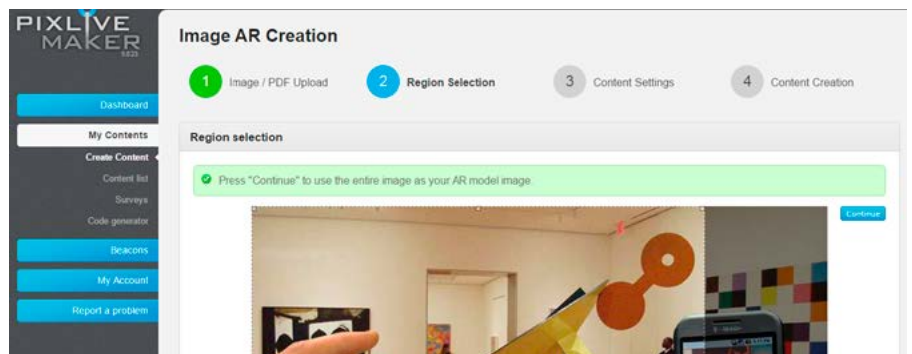 PIXLIVE
MAKER
Image AR Creation
1 Image / PDF Upload
2 Region Selection
3 Content Settings
4 Content Creation
Dashboard
My Contents
Create Content
Content list
Surveys
Code generator
Beacons
My Account
Report a problem
Region selection
Press "Continue" to use the entire image as your AR model image.
Continue